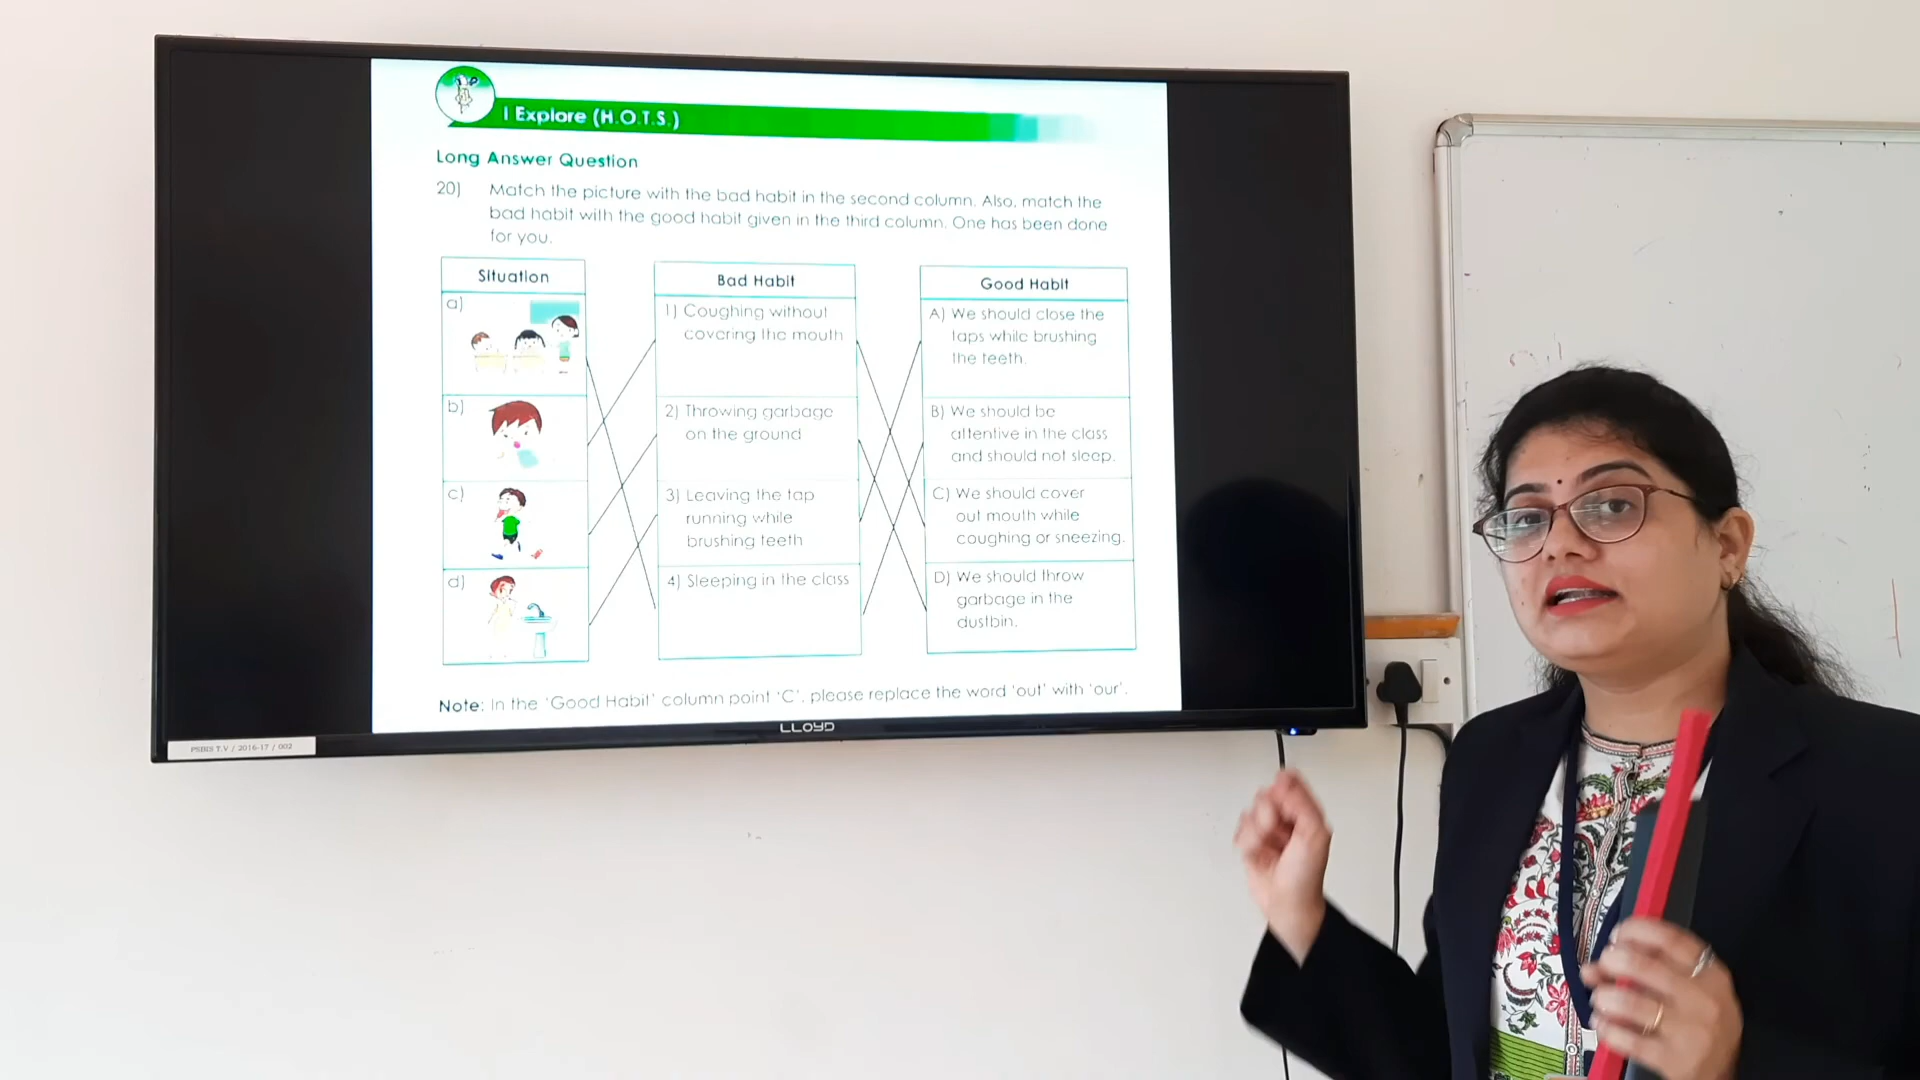 I Explore (H.O.T.S.)
Long Answer Question
20) Match the picture with the bad habit in the second column. Also, match the
bad habit with the good habit given in the third column. One has been done
for you.
Situation
a)
b)
c)
d)
Bad Habit
1) Coughing without
covering the mouth
2) Throwing garbage
on the ground
3) Leaving the tap
running while
brushing teeth
4) Sleeping in the class
Good Habit
A) We should close the
taps while brushing
the teeth.
B) We should be
attentive in the class
and should not sleep.
C) We should cover
out mouth while
coughing or sneezing.
D) We should throw
garbage in the
dustbin.
Note: In the 'Good Habit' column point 'C', please replace the word 'out' with 'our'.
LLOYD
PSBIS T.V / 2016-17 / 002